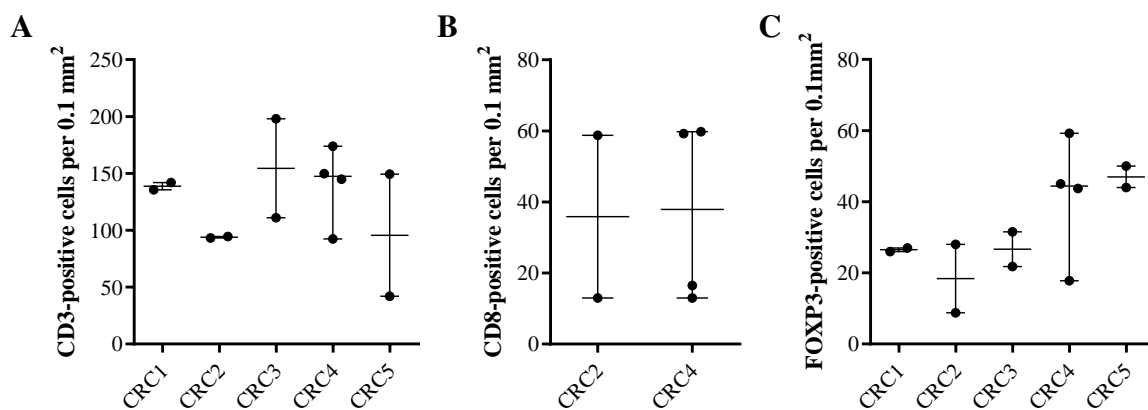 A
CD3-positive cells per 0.1 mm²
250
200
150
100
50
0
CRC1
CRC2
CRC3
CRC4
CRC5
B
CD8-positive cells per 0.1 mm²
80
60
40
20
0
CRC2
CRC4
C
FOXP3-positive cells per 0.1mm²
80
60
40
20
0
CRC1
CRC2
CRC3
CRC4
CRC5